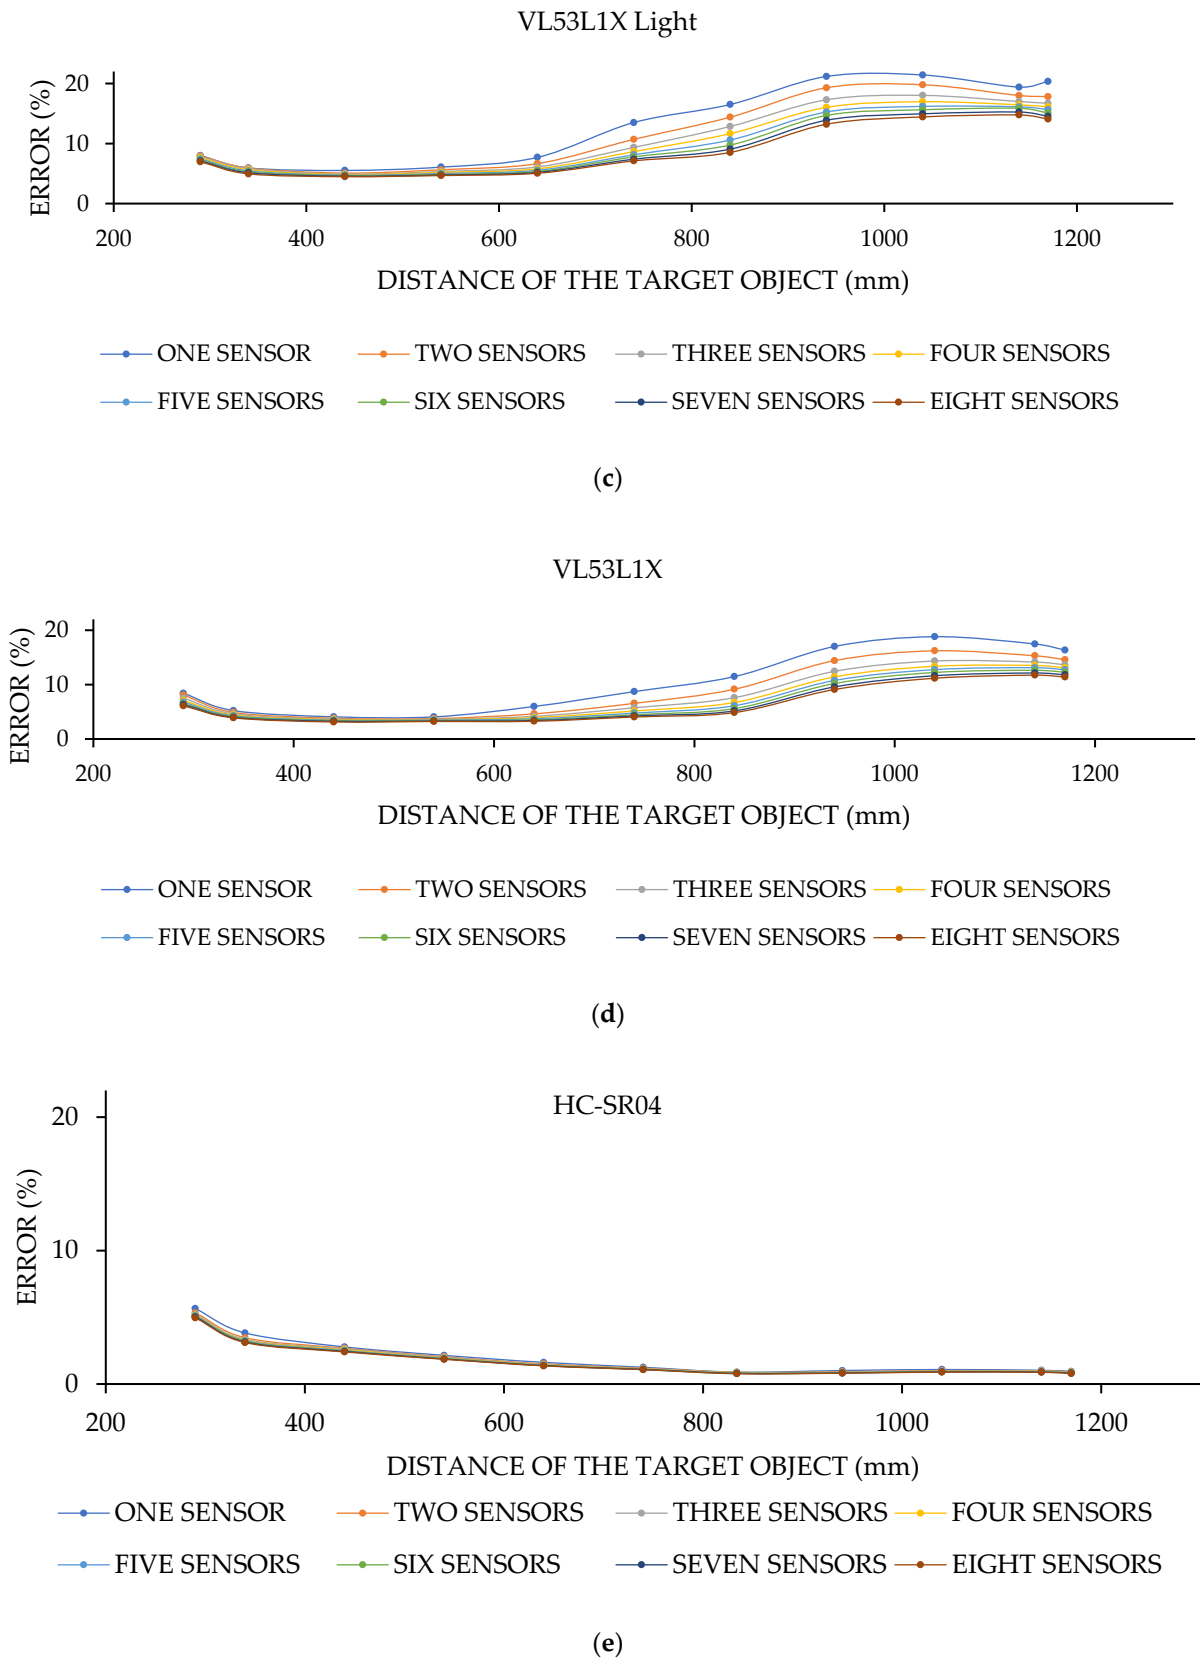 VL53L1X Light
20
10
0
ERROR (%)
200 400 600 800 1000 1200
DISTANCE OF THE TARGET OBJECT (mm)
ONE SENSOR TWO SENSORS THREE SENSORS FOUR SENSORS
FIVE SENSORS SIX SENSORS SEVEN SENSORS EIGHT SENSORS
(c)
VL53L1X
20
10
0
ERROR (%)
200 400 600 800 1000 1200
DISTANCE OF THE TARGET OBJECT (mm)
ONE SENSOR TWO SENSORS THREE SENSORS FOUR SENSORS
FIVE SENSORS SIX SENSORS SEVEN SENSORS EIGHT SENSORS
(d)
HC-SR04
20
10
0
ERROR (%)
200 400 600 800 1000 1200
DISTANCE OF THE TARGET OBJECT (mm)
ONE SENSOR TWO SENSORS THREE SENSORS FOUR SENSORS
FIVE SENSORS SIX SENSORS SEVEN SENSORS EIGHT SENSORS
(e)